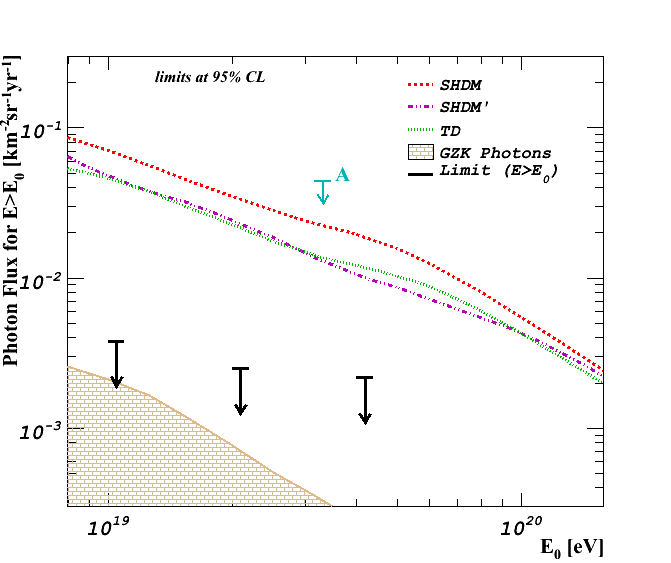 limits at 95% CL
SHDM
SHDM'
TD
GZK Photons
Limit (E>E0)
A
Photon Flux for E>E0 [km-2sr-1yr-1]
10-1
10-2
10-3
1019
1020
E0 [eV]